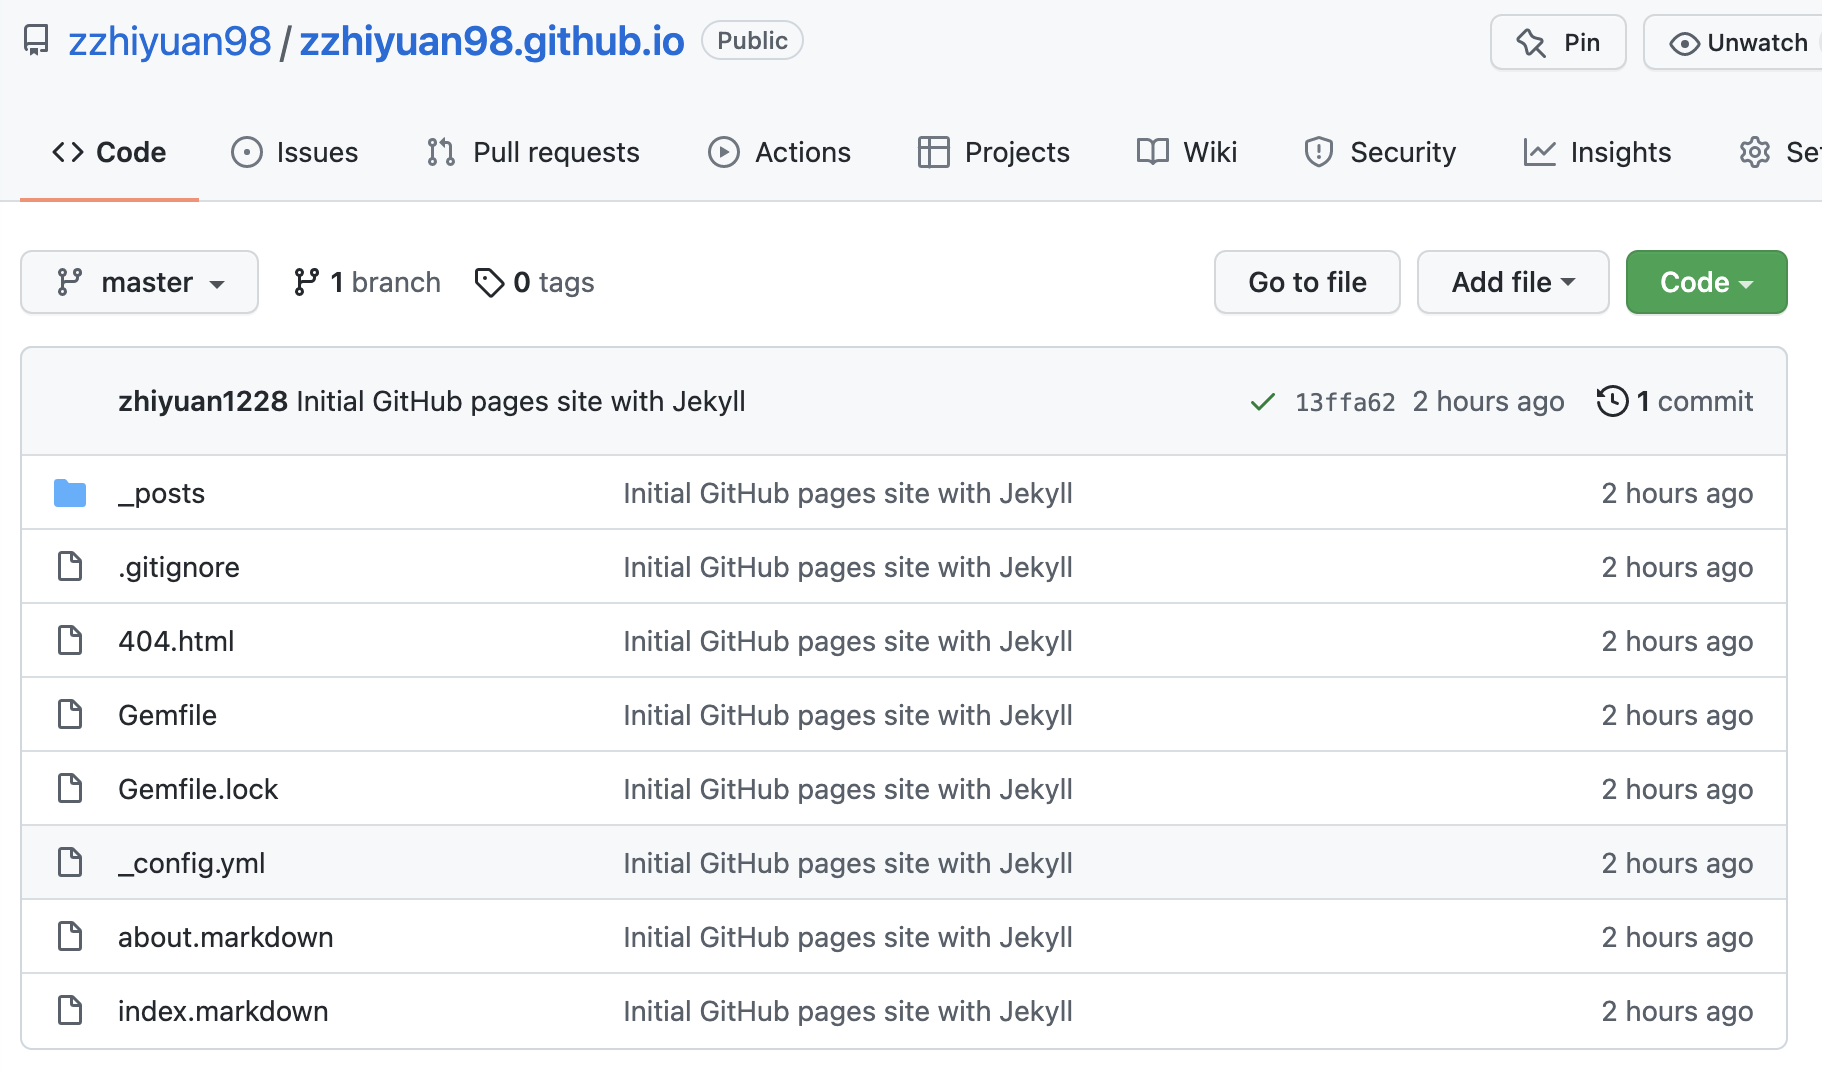 zzhiyuan98 / zzhiyuan98.github.io Public Pin Unwatch
Code Issues Pull requests Actions Projects Wiki Security Insights Set
master 1 branch 0 tags Go to file Add file Code
zhiyuan1228 Initial GitHub pages site with Jekyll 13ffa62 2 hours ago 1 commit
_posts Initial GitHub pages site with Jekyll 2 hours ago
.gitignore Initial GitHub pages site with Jekyll 2 hours ago
404.html Initial GitHub pages site with Jekyll 2 hours ago
Gemfile Initial GitHub pages site with Jekyll 2 hours ago
Gemfile.lock Initial GitHub pages site with Jekyll 2 hours ago
_config.yml Initial GitHub pages site with Jekyll 2 hours ago
about.markdown Initial GitHub pages site with Jekyll 2 hours ago
index.markdown Initial GitHub pages site with Jekyll 2 hours ago